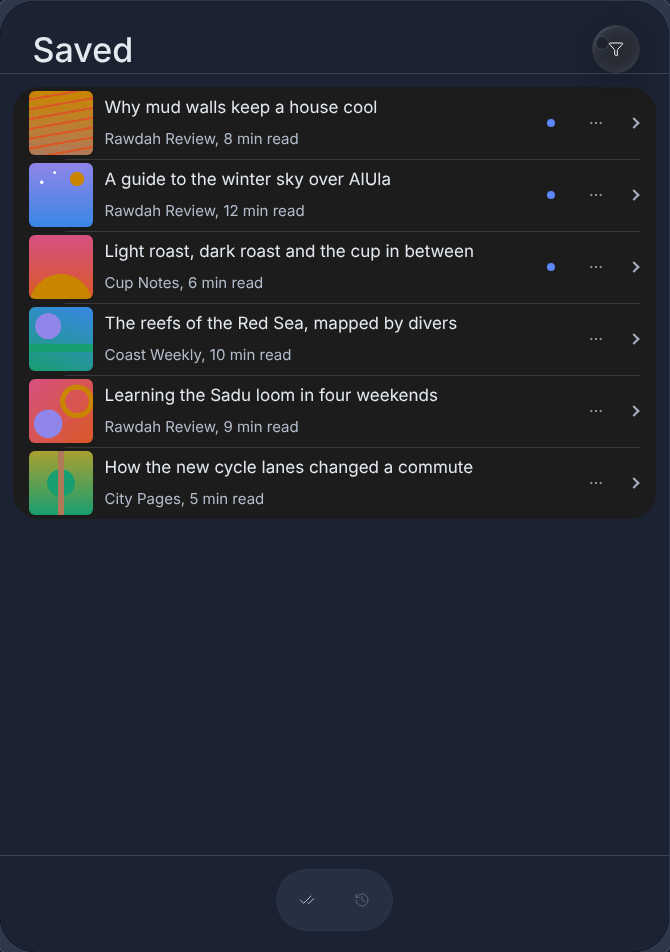 Saved
Why mud walls keep a house cool
Rawdah Review, 8 min read
A guide to the winter sky over AlUla
Rawdah Review, 12 min read
Light roast, dark roast and the cup in between
Cup Notes, 6 min read
The reefs of the Red Sea, mapped by divers
Coast Weekly, 10 min read
Learning the Sadu loom in four weekends
Rawdah Review, 9 min read
How the new cycle lanes changed a commute
City Pages, 5 min read